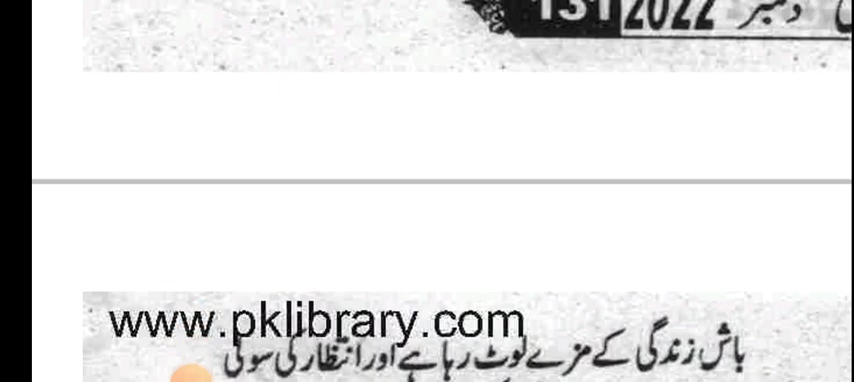 دسمبر 2022 131
www.pklibrary.com
باش زندگی کے مزے لوٹ رہا ہے اور انتظار کی سولی